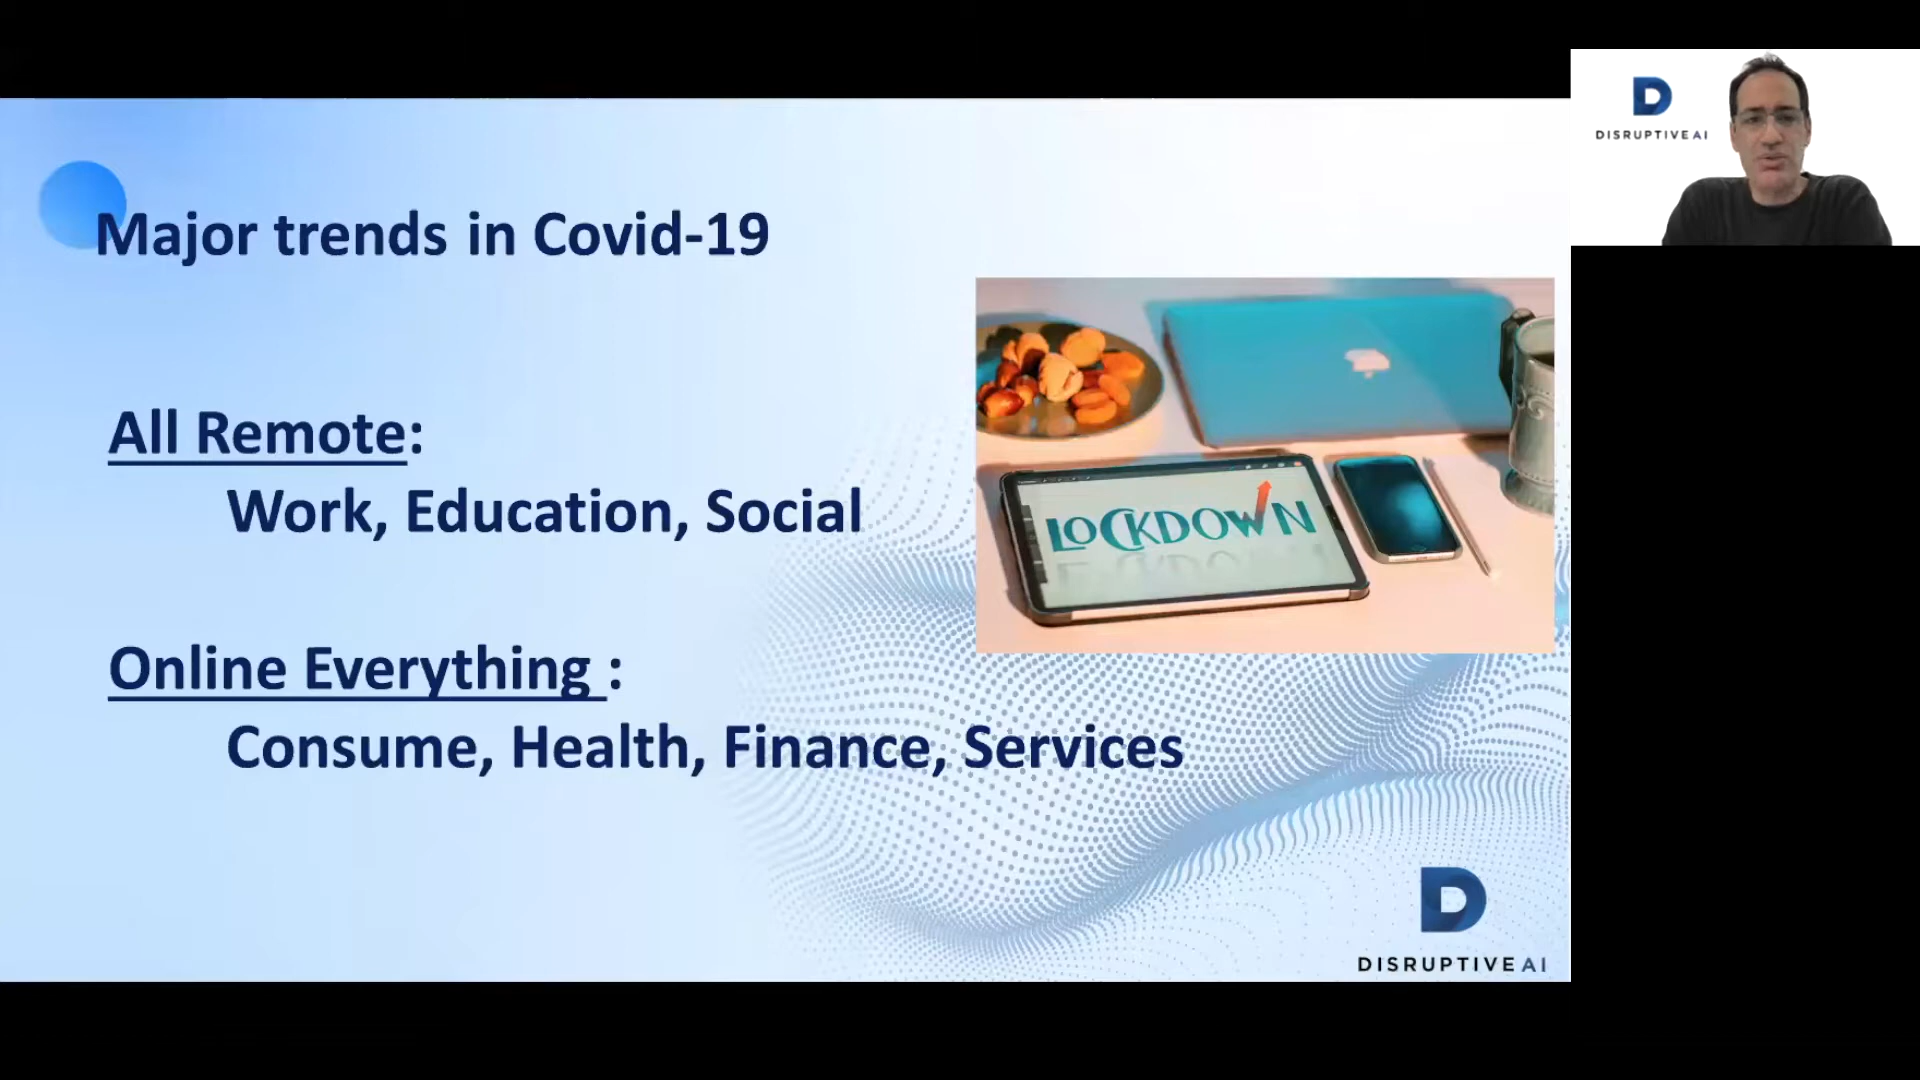 Major trends in Covid-19
All Remote:
Work, Education, Social
Online Everything :
Consume, Health, Finance, Services
LOCKDOWN
DISRUPTIVE AI
DISRUPTIVE AI